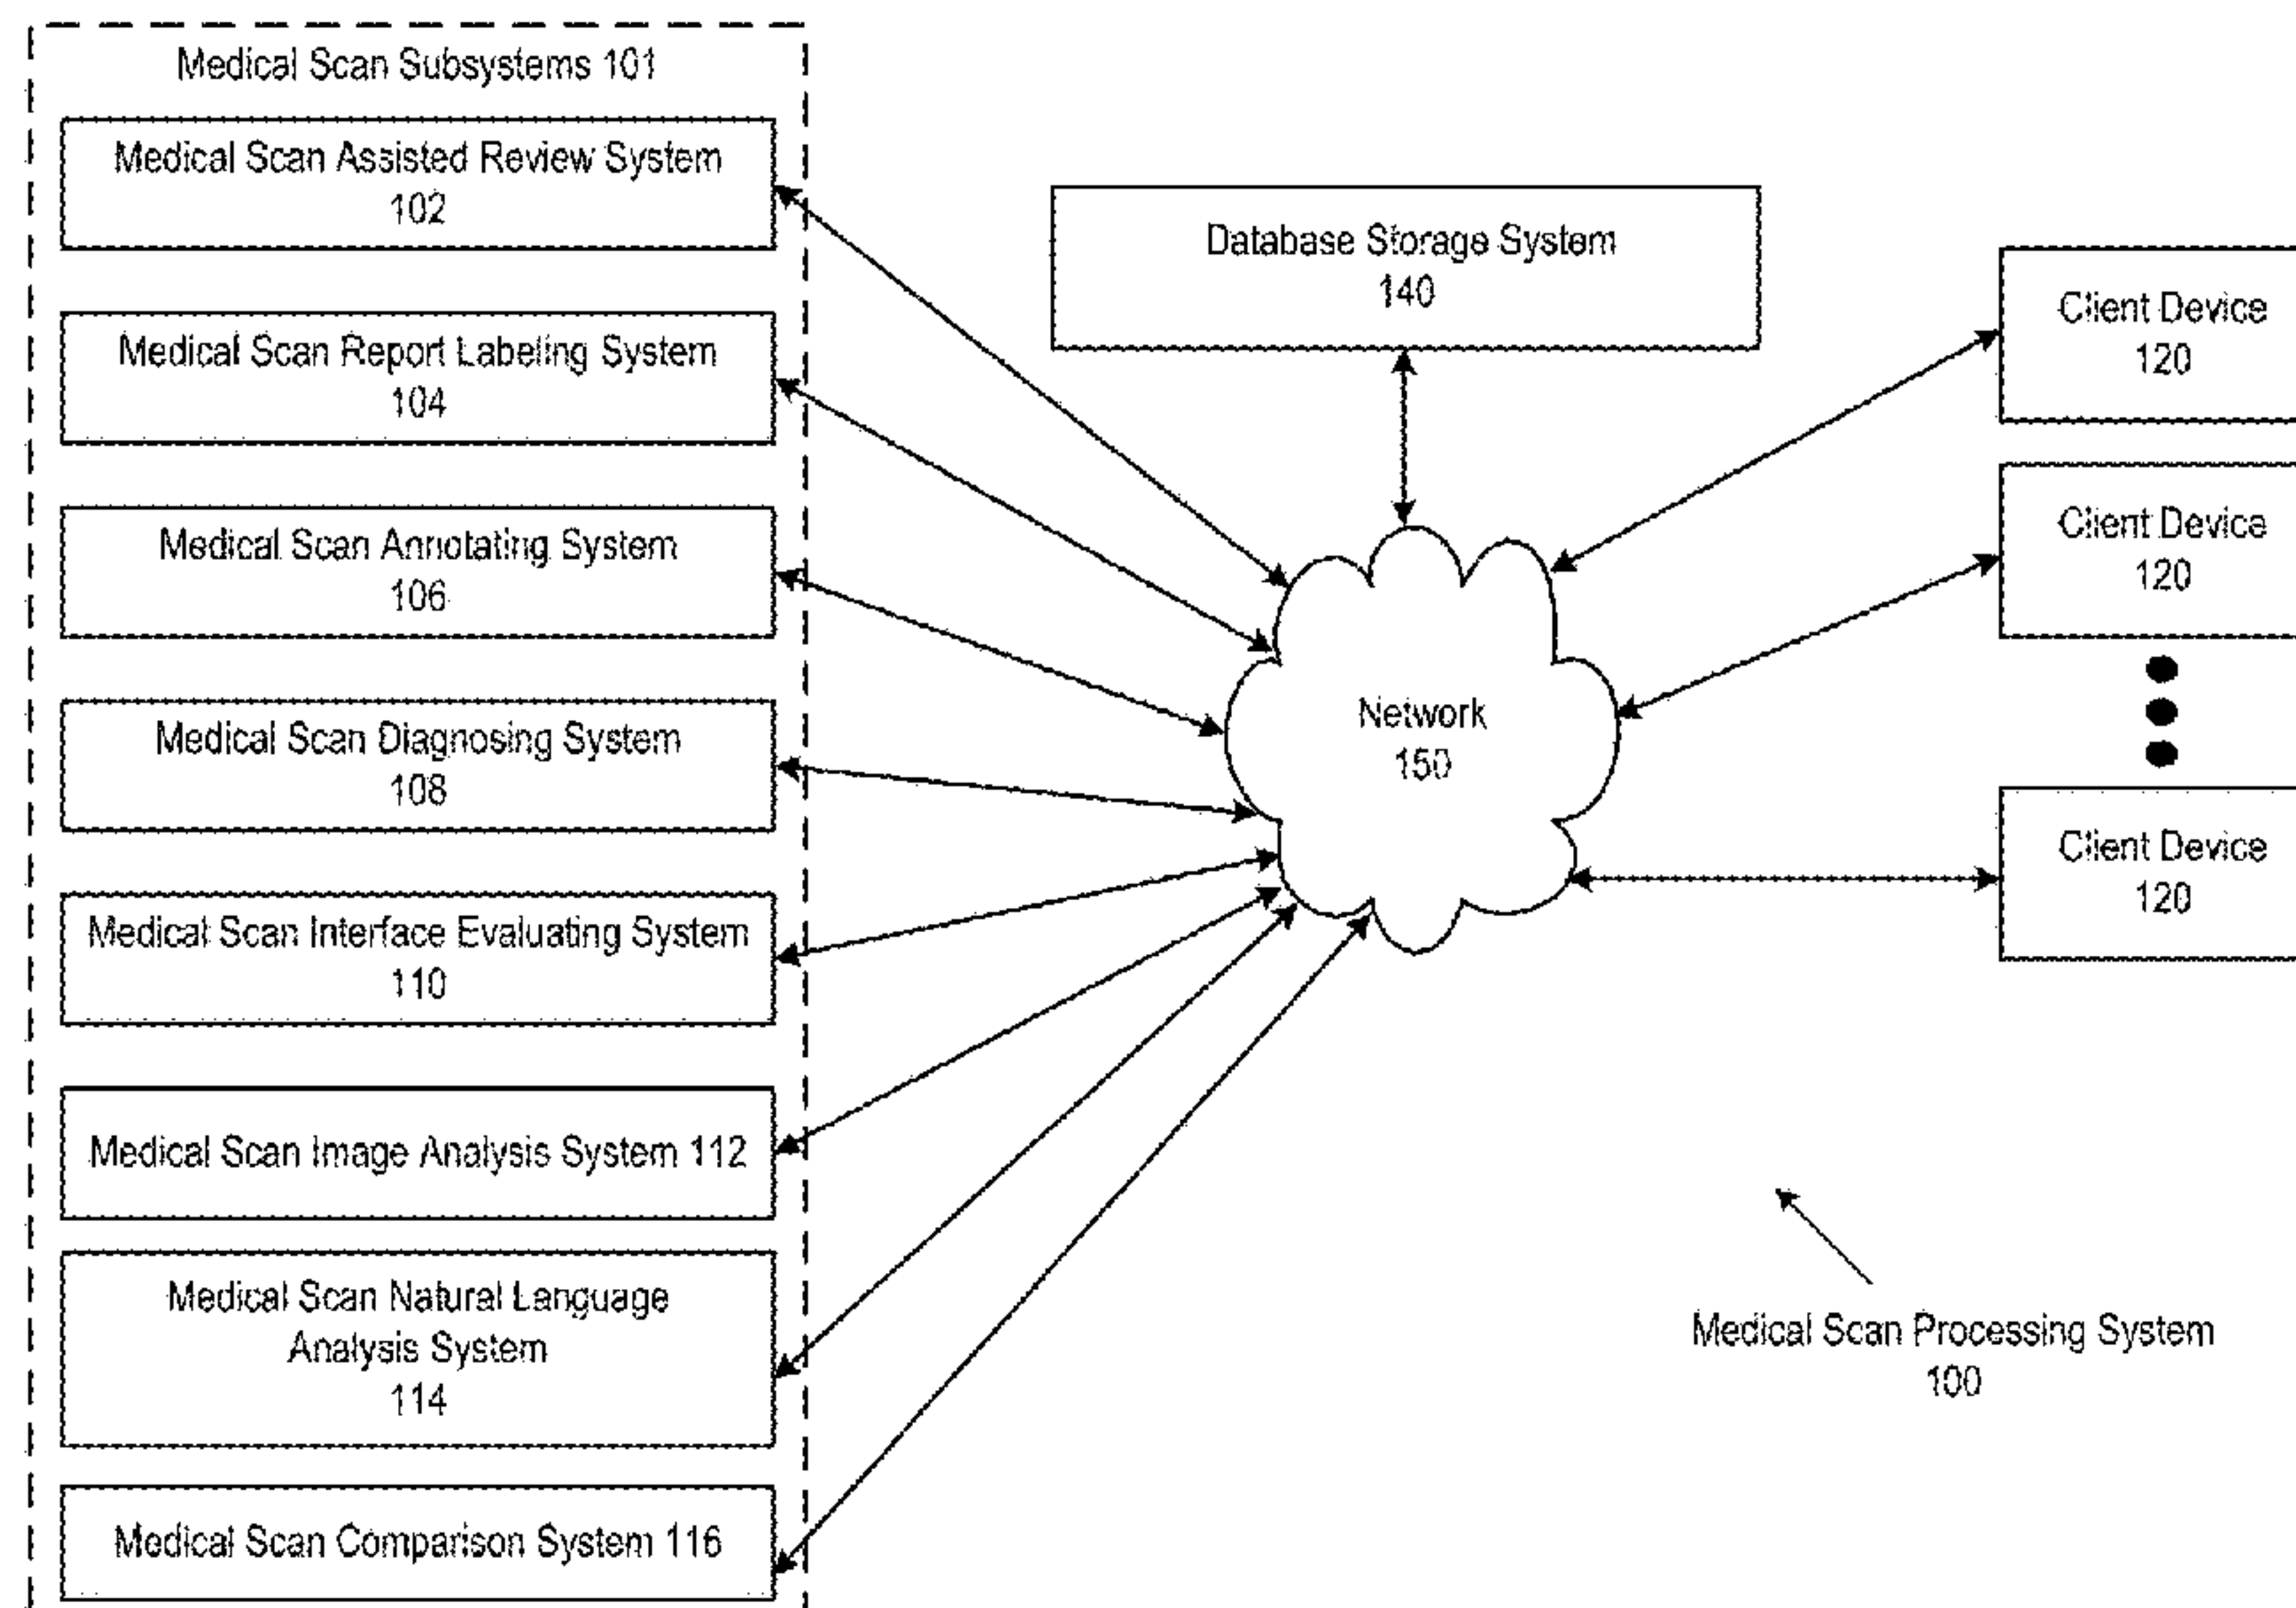 Medical Scan Subsystems 101
Medical Scan Assisted Review System
102
Medical Scan Report Labeling System
104
Medical Scan Annotating System
106
Medical Scan Diagnosing System
108
Medical Scan Interface Evaluating System
110
Medical Scan Image Analysis System 112
Medical Scan Natural Language
Analysis System
114
Medical Scan Comparison System 116
Database Storage System
140
Network
150
Client Device
120
Client Device
120
Client Device
120
Medical Scan Processing System
100